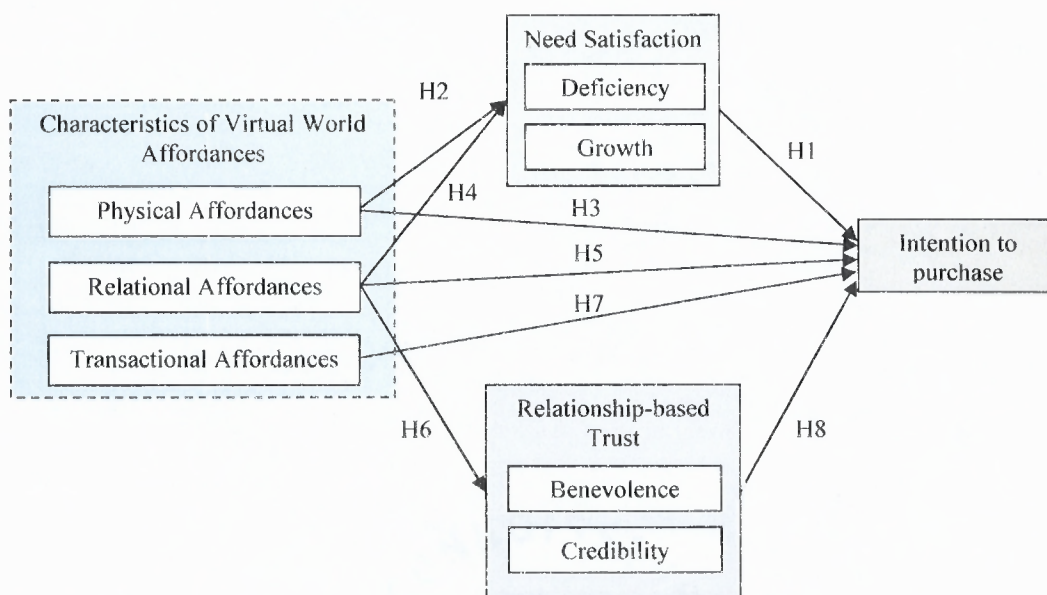 Need Satisfaction
Deficiency
Growth
H2
H1
Characteristics of Virtual World
Affordances
H4
Physical Affordances
H3
Relational Affordances
H5
Intention to
purchase
H7
Transactional Affordances
H6
Relationship-based
Trust
H8
Benevolence
Credibility